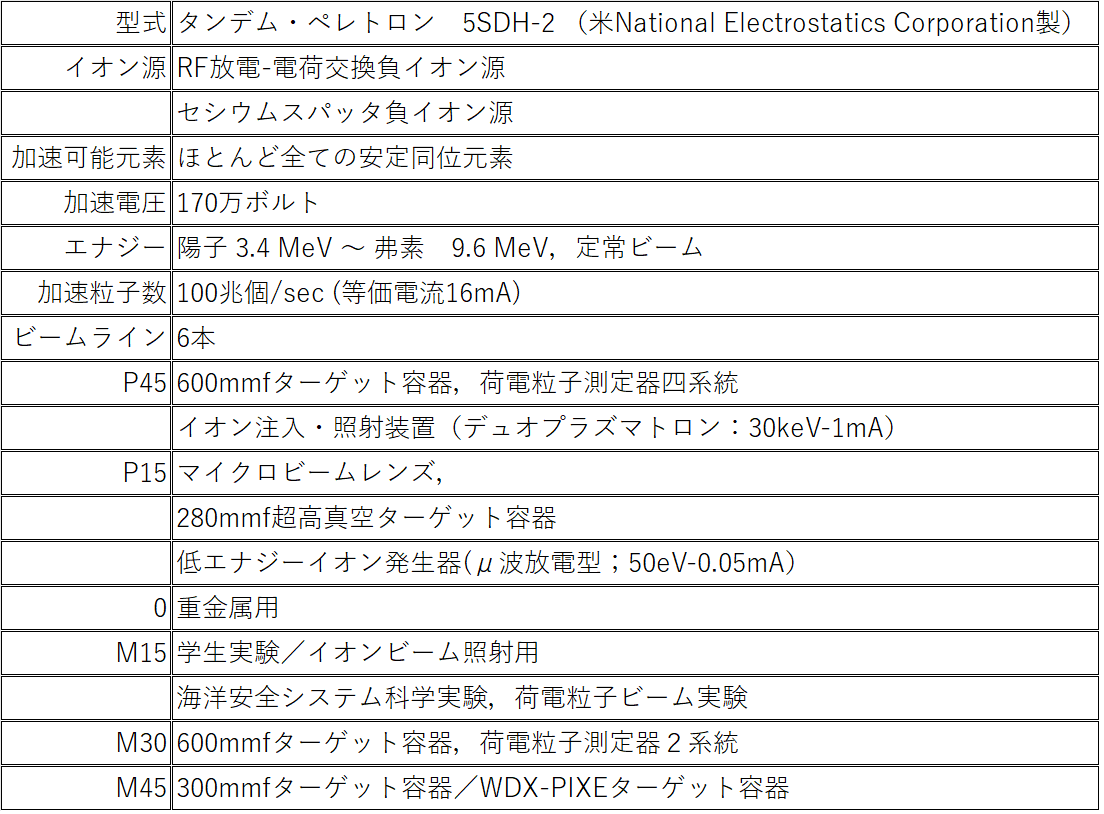 型式 タンデム・ペレトロン　5SDH-2 （米National Electrostatics Corporation製）
イオン源 RF放電-電荷交換負イオン源
セシウムスパッタ負イオン源
加速可能元素 ほとんど全ての安定同位元素
加速電圧 170万ボルト
エナジー 陽子 3.4 MeV ～ 弗素　9.6 MeV，定常ビーム
加速粒子数 100兆個/sec (等価電流16mA)
ビームライン 6本
P45 600mmfターゲット容器，荷電粒子測定器四系統
イオン注入・照射装置（デュオプラズマトロン：30keV-1mA）
P15 マイクロビームレンズ，
280mmf超高真空ターゲット容器
低エナジーイオン発生器(μ波放電型；50eV-0.05mA）
0 重金属用
M15 学生実験／イオンビーム照射用
海洋安全システム科学実験，荷電粒子ビーム実験
M30 600mmfターゲット容器，荷電粒子測定器２系統
M45 300mmfターゲット容器／WDX-PIXEターゲット容器